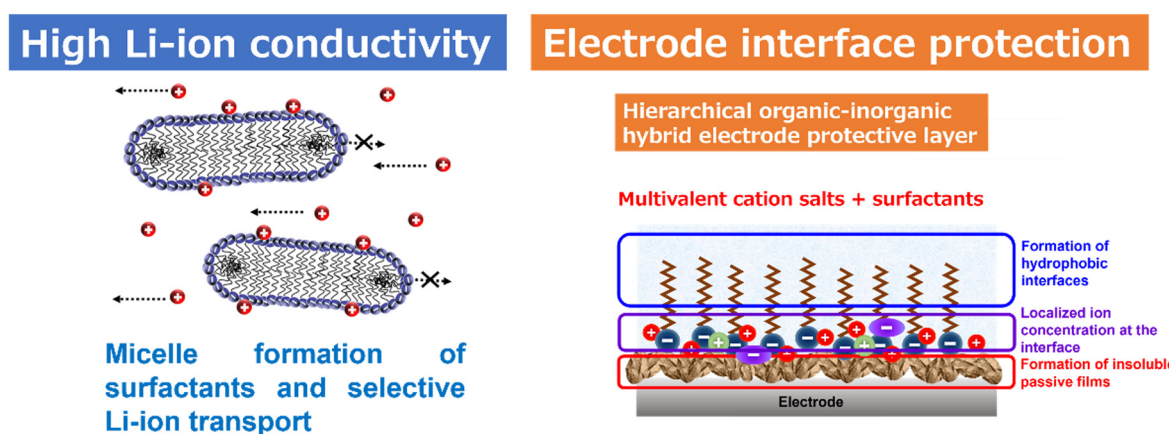 High Li-ion conductivity
Micelle formation of
surfactants and selective
Li-ion transport
Electrode interface protection
Hierarchical organic-inorganic
hybrid electrode protective layer
Multivalent cation salts + surfactants
Formation of
hydrophobic
interfaces
Localized ion
concentration at the
interface
Formation of insoluble
passive films
Electrode